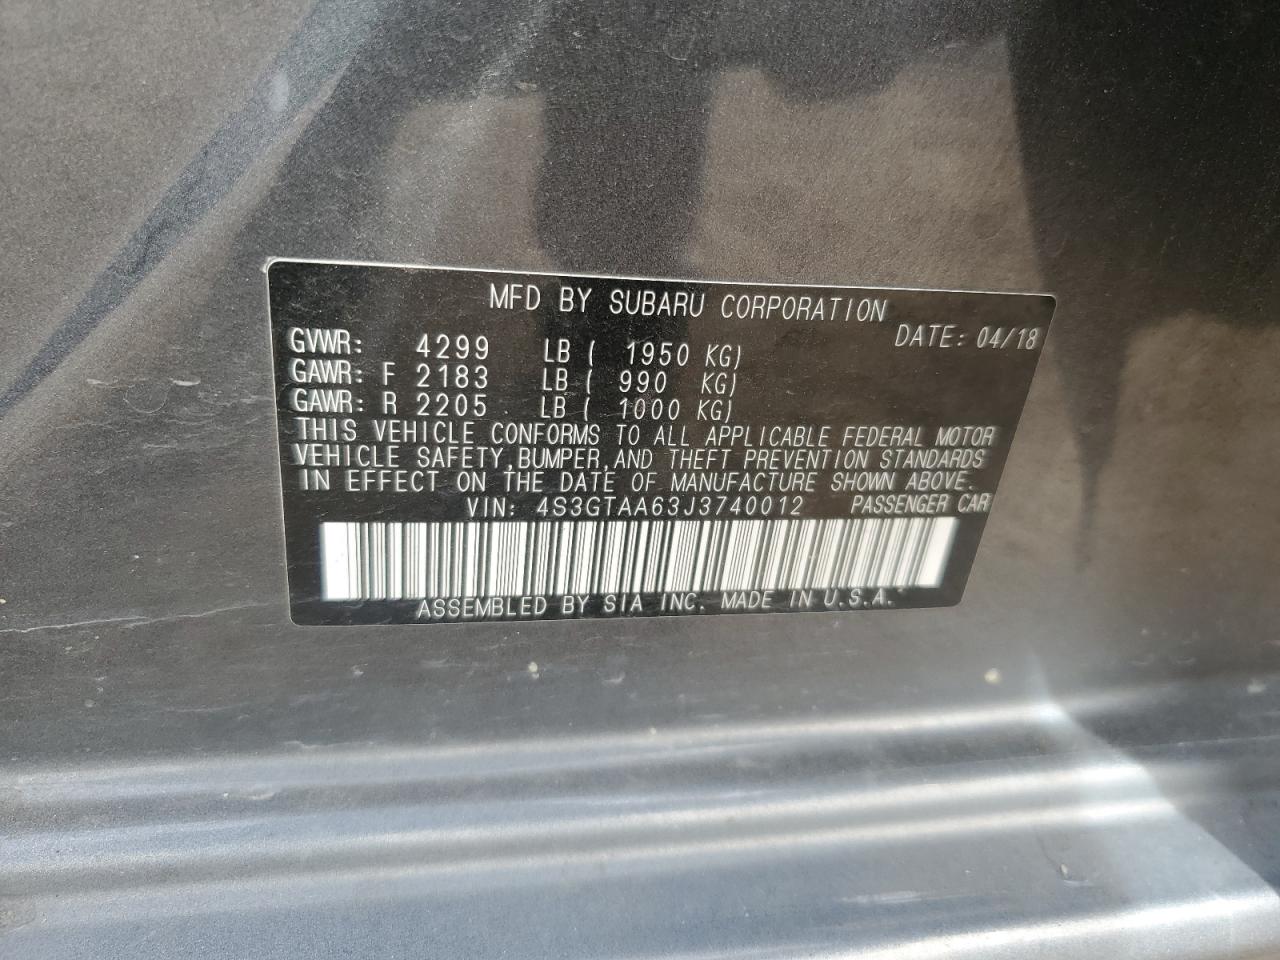 MFD BY SUBARU CORPORATION
DATE: 04/18
GVWR: 4299 LB ( 1950 KG)
GAWR: F 2183 LB ( 990 KG)
GAWR: R 2205 LB ( 1000 KG)
THIS VEHICLE CONFORMS TO ALL APPLICABLE FEDERAL MOTOR
VEHICLE SAFETY,BUMPER,AND THEFT PREVENTION STANDARDS
IN EFFECT ON THE DATE OF MANUFACTURE SHOWN ABOVE.
VIN: 4S3GTAA63J3740012 PASSENGER CAR
ASSEMBLED BY SIA INC. MADE IN U.S.A.